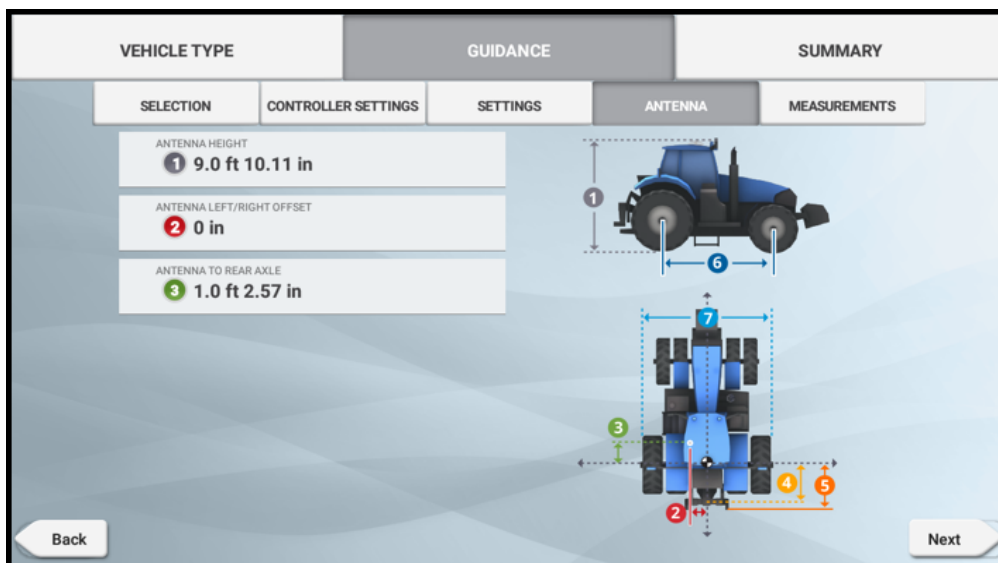 VEHICLE TYPE GUIDANCE SUMMARY
SELECTION CONTROLLER SETTINGS SETTINGS ANTENNA MEASUREMENTS
ANTENNA HEIGHT
1 9.0 ft 10.11 in
ANTENNA LEFT/RIGHT OFFSET
2 0 in
ANTENNA TO REAR AXLE
3 1.0 ft 2.57 in
1
6
7
3
4 5
2
Back Next